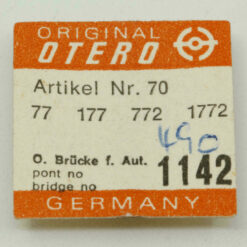 ORIGINAL
OTERO
Artikel Nr. 70
77 177 772 1772
490
O. Brücke f. Aut.
pont no 1142
bridge no
GERMANY